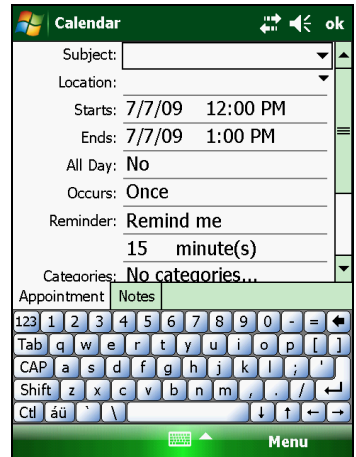 Calendar ok
Subject:
Location:
Starts: 7/7/09 12:00 PM
Ends: 7/7/09 1:00 PM
All Day: No
Occurs: Once
Reminder: Remind me
15 minute(s)
Categories: No categories...
Appointment Notes
123 1 2 3 4 5 6 7 8 9 0 - =
Tab q w e r t y u i o p [ ]
CAP a s d f g h j k l ; '
Shift z x c v b n m , . /
Ctl áü ` \
Menu